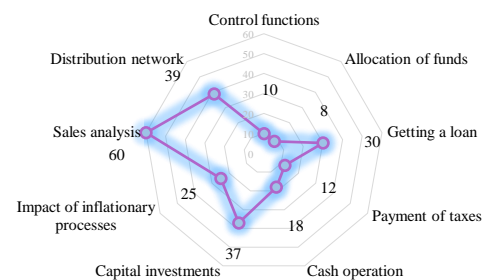 Control functions
60
50
40
30
20
10
0
Distribution network
39
Allocation of funds
10
8
Sales analysis
60
30
Getting a loan
25
12
Impact of inflationary
processes
Payment of taxes
18
37
Capital investments
Cash operation